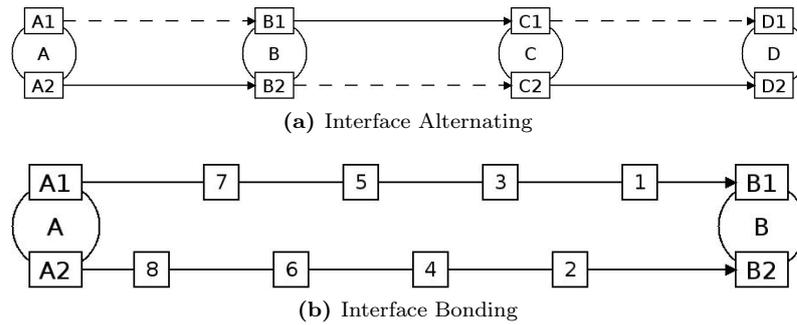 A1 B1 C1 D1
A B C D
A2 B2 C2 D2
(a) Interface Alternating
A1 7 5 3 1 B1
A B
A2 8 6 4 2 B2
(b) Interface Bonding